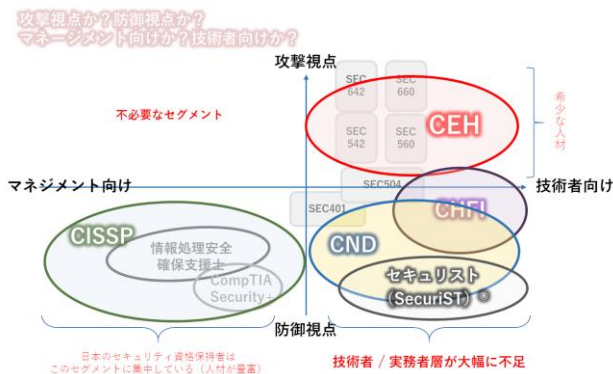 攻撃視点か？防御視点か？
マネージメント向けか？技術者向けか？
攻撃視点
不必要なセグメント
SEC
642
SEC
660
SEC
542
SEC
560
CEH
希少な人材
マネジメント向け
技術者向け
SEC504
SEC401
CHFI
CISSP
情報処理安全
確保支援士
CompTIA
Security+
CND
セキュリスト
（SecuriST）®
防御視点
日本のセキュリティ資格保持者は
このセグメントに集中している（人材が豊富）
技術者 / 実務者層が大幅に不足